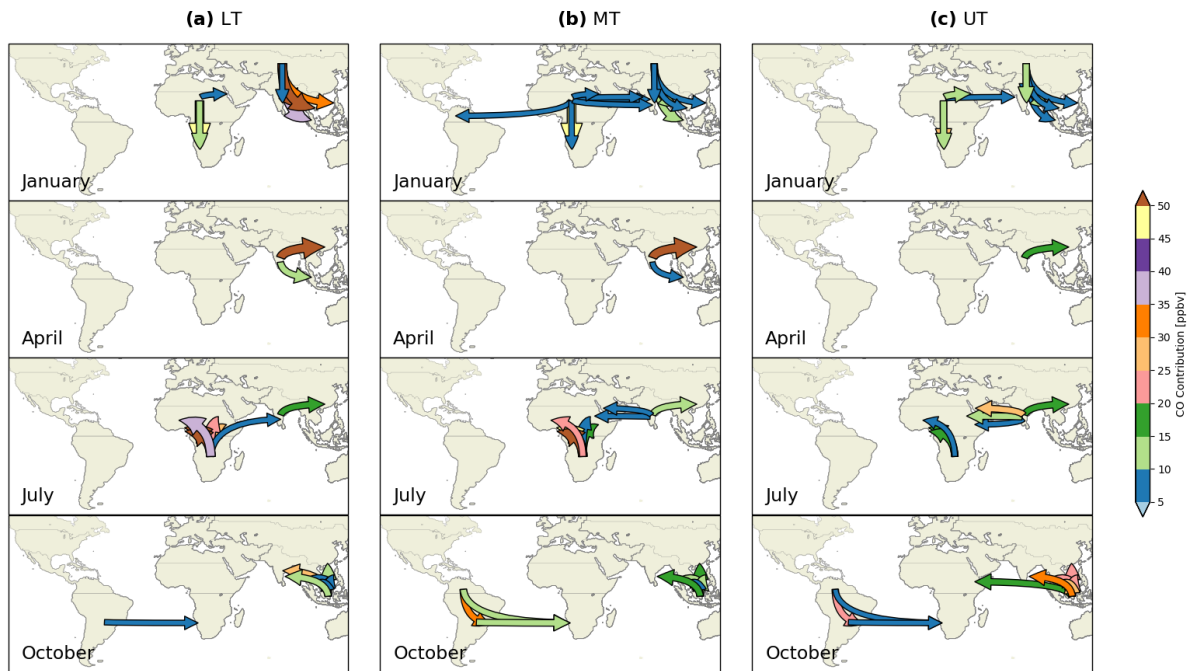 (a) LT
(b) MT
(c) UT
January
January
January
April
April
April
July
July
July
October
October
October
50
45
40
35
30
25
20
15
10
5
CO Contribution [ppbv]